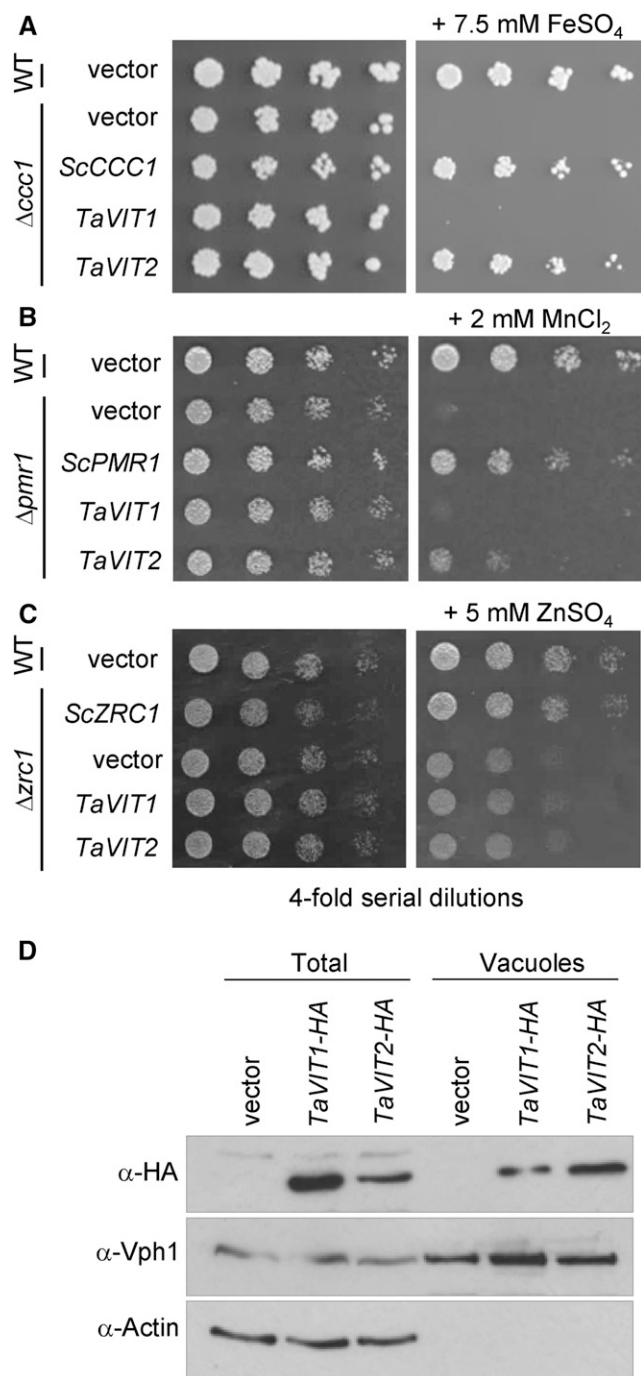 A
+ 7.5 mM FeSO₄
WT
vector
Δccc1
vector
ScCCC1
TaVIT1
TaVIT2
B
+ 2 mM MnCl₂
WT
vector
Δpmr1
vector
ScPMR1
TaVIT1
TaVIT2
C
+ 5 mM ZnSO₄
WT
vector
Δzrc1
ScZRC1
vector
TaVIT1
TaVIT2
4-fold serial dilutions
D
Total
Vacuoles
vector
TaVIT1-HA
TaVIT2-HA
vector
TaVIT1-HA
TaVIT2-HA
α-HA
α-Vph1
α-Actin